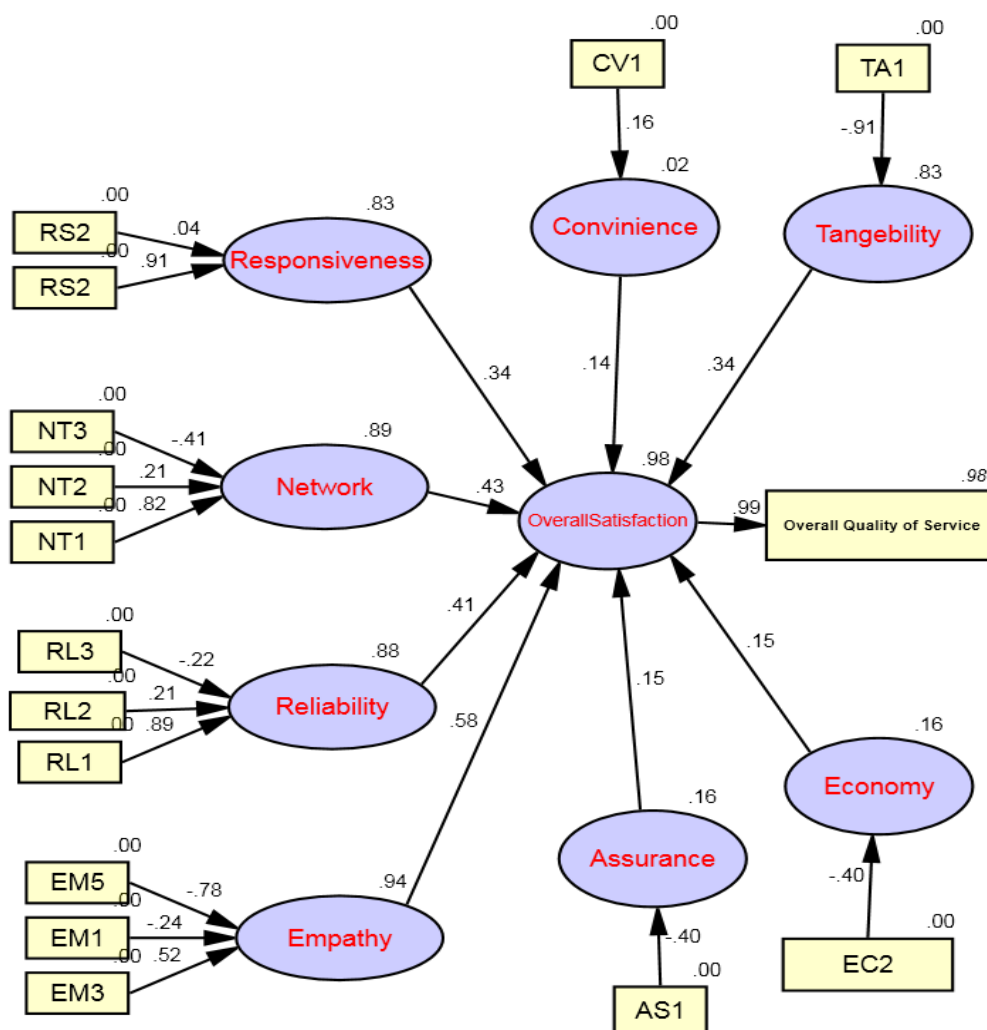 .00
.00
CV1
TA1
.16
-.91
.02
.83
.00
.83
RS2
.04
Convinience
Tangebility
.00
.91
Responsiveness
RS2
.34
.14
.34
.00
NT3
-.41
.89
.98
.00
.98
NT2
.21
Network
.43
OverallSatisfaction
.99
Overall Quality of Service
.00
.82
NT1
.00
.41
RL3
-.22
.88
.15
.00
.15
RL2
.21
Reliability
.00
.89
.58
RL1
.16
Economy
.00
.16
EM5
-.78
.94
Assurance
.00
-.40
EM1
-.24
Empathy
.00
.52
-.40
.00
EM3
.00
EC2
AS1